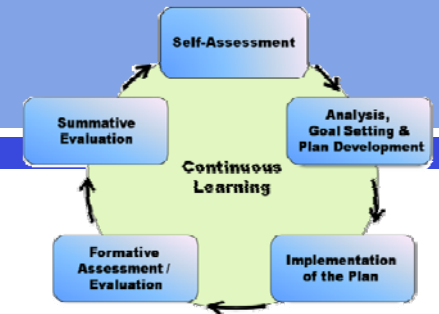 Self-Assessment
Analysis,
Goal Setting &
Plan Development
Implementation
of the Plan
Formative
Assessment /
Evaluation
Summative
Evaluation
Continuous
Learning